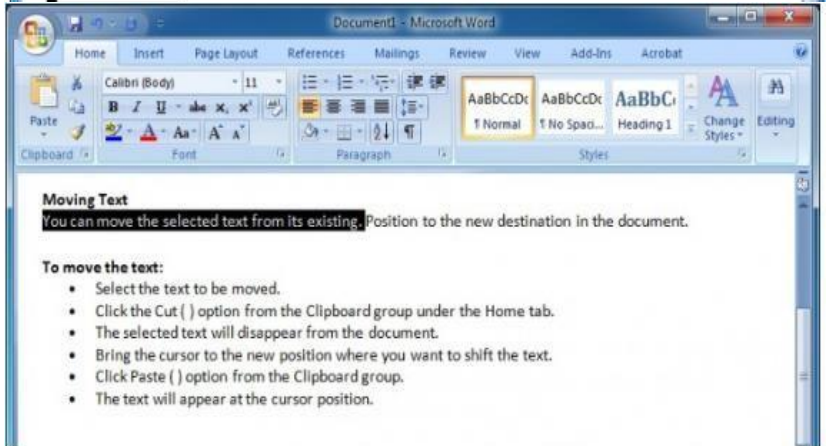 Document1 - Microsoft Word
Home Insert Page Layout References Mailings Review View Add-Ins Acrobat
Calibri (Body) 11
AaBbCcDc AaBbCcDc AaBbC
Paste B I U abe x, x' Aa A A
¶ Normal ¶ No Spaci... Heading 1 Change Styles Editing
Clipboard Font Paragraph Styles
Moving Text
You can move the selected text from its existing. Position to the new destination in the document.
To move the text:
• Select the text to be moved.
• Click the Cut ( ) option from the Clipboard group under the Home tab.
• The selected text will disappear from the document.
• Bring the cursor to the new position where you want to shift the text.
• Click Paste ( ) option from the Clipboard group.
• The text will appear at the cursor position.